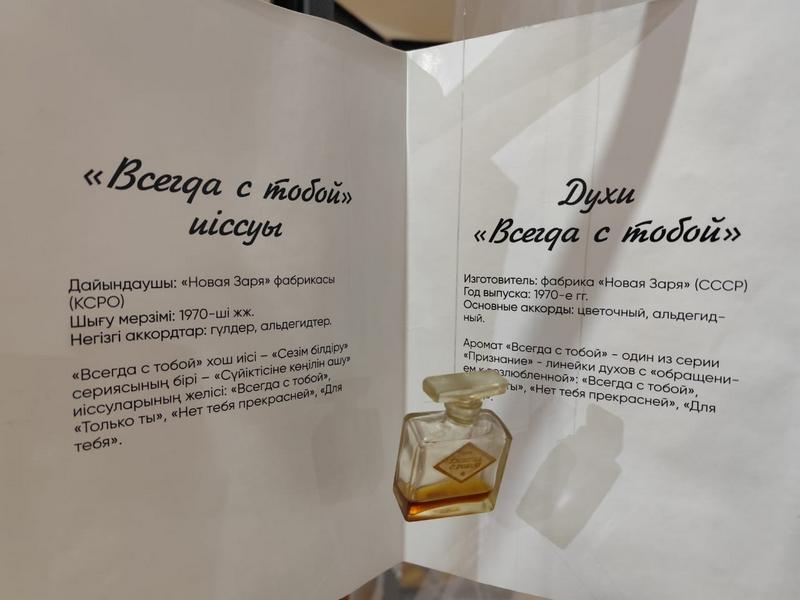 «Всегда с тобой»
иіссуы
Дайындаушы: «Новая Заря» фабрикасы
(КСРО)
Шығу мерзімі: 1970-ші жж.
Негізгі аккордтар: гүлдер, альдегидтер.
«Всегда с тобой» хош иісі – «Сезім білдіру»
сериясының бірі – «Сүйіктісіне көңілін ашу»
иіссуларының желісі: «Всегда с тобой»,
«Только ты», «Нет тебя прекрасней», «Для
тебя».
Духи
«Всегда с тобой»
Изготовитель: фабрика «Новая Заря» (СССР)
Год выпуска: 1970-е гг.
Основные аккорды: цветочный, альдегид-
ный.
Аромат «Всегда с тобой» - один из серии
«Признание» - линейки духов с «обращени-
ем к возлюбленной»: «Всегда с тобой»,
ты», «Нет тебя прекрасней», «Для